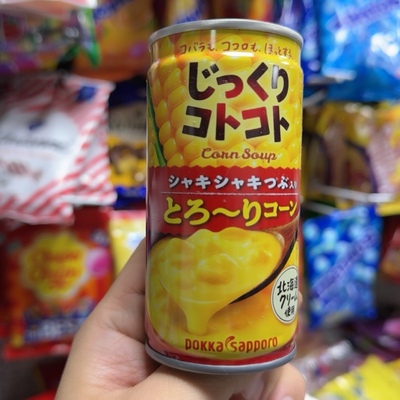 コバラも、ココロも、ほっとする。
じっくり
コトコト
Corn Soup
シャキシャキつぶ入り
とろ~りコーン
北海道
クリーム
使用
pokka sapporo